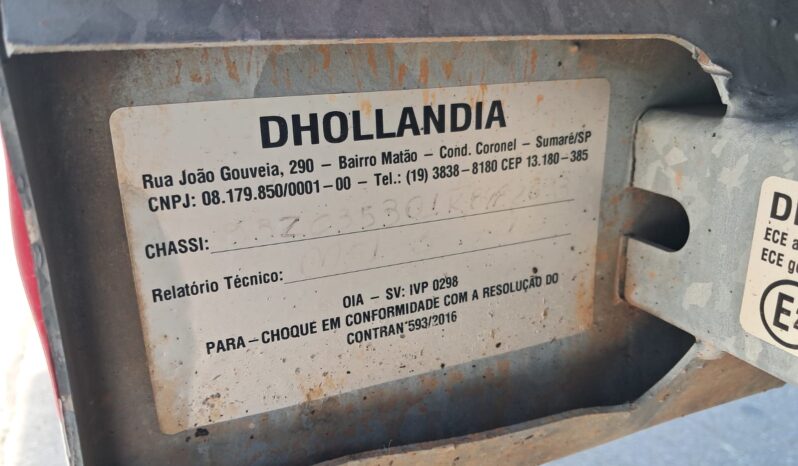 DHOLLANDIA
Rua João Gouveia, 290 – Bairro Matão – Cond. Coronel – Sumaré/SP
CNPJ: 08.179.850/0001-00 – Tel.: (19) 3838-8180 CEP 13.180-385
CHASSI:
Relatório Técnico:
OIA – SV: IVP 0298
PARA-CHOQUE EM CONFORMIDADE COM A RESOLUÇÃO DO
CONTRAN 593/2016
ECE
ECE